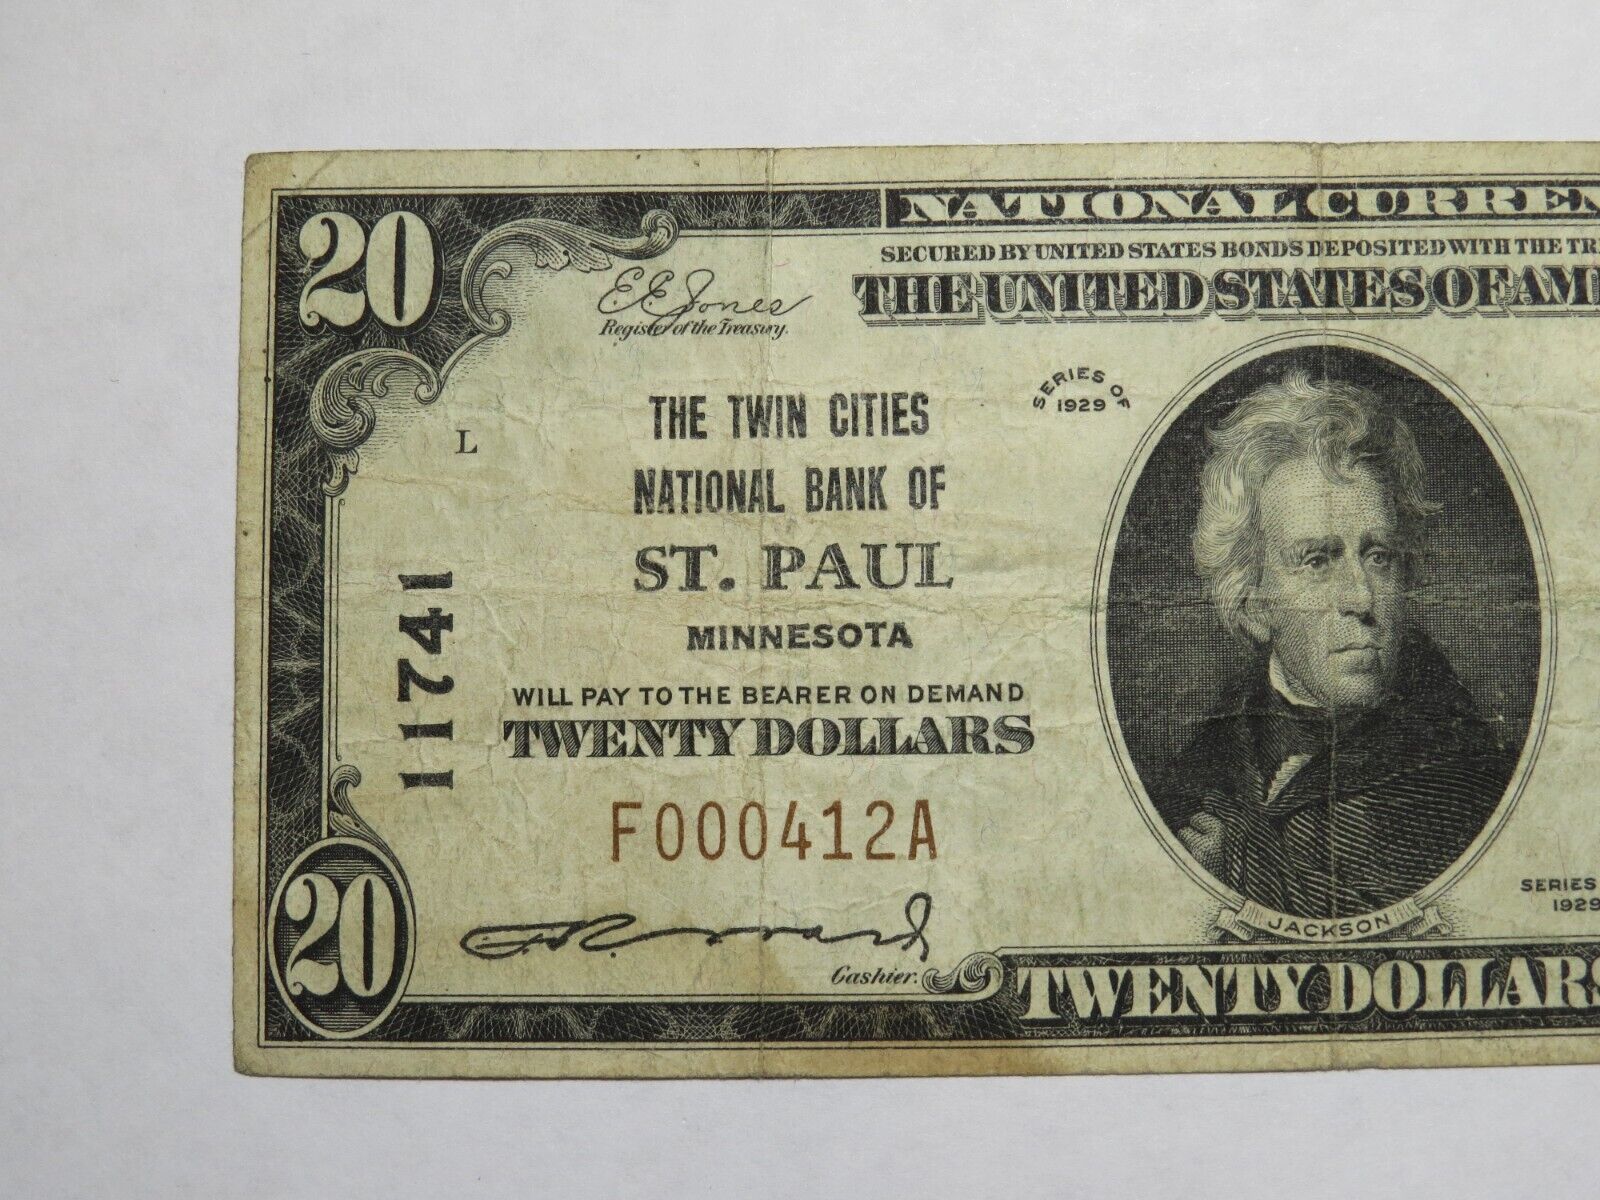 20
NATIONAL CURREN
SECURED BY UNITED STATES BONDS DEPOSITED WITH THE TRE
THE UNITED STATES OF AM
E.E. Jones
Register of the Treasury.
SERIES OF
1929
L
THE TWIN CITIES
NATIONAL BANK OF
ST. PAUL
MINNESOTA
11741
WILL PAY TO THE BEARER ON DEMAND
TWENTY DOLLARS
F000412A
Cashier.
20
JACKSON
SERIES
1929
TWENTY DOLLARS